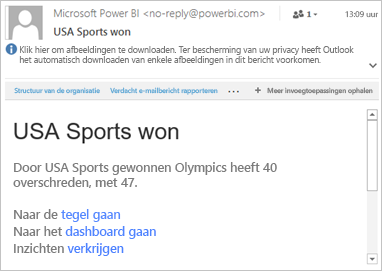 Microsoft Power BI <no-reply@powerbi.com>
1
13:09 uur
USA Sports won
Klik hier om afbeeldingen te downloaden. Ter bescherming van uw privacy heeft Outlook
het automatisch downloaden van enkele afbeeldingen in dit bericht voorkomen.
Structuur van de organisatie Verdacht e-mailbericht rapporteren ... + Meer invoegtoepassingen ophalen
USA Sports won
Door USA Sports gewonnen Olympics heeft 40
overschreden, met 47.
Naar de tegel gaan
Naar het dashboard gaan
Inzichten verkrijgen